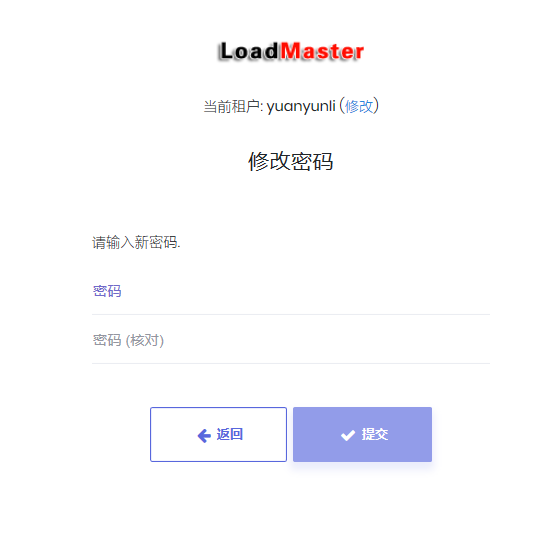 LoadMaster
当前租户: yuanyunli (修改)
修改密码
请输入新密码.
密码
密码 (核对)
返回 提交